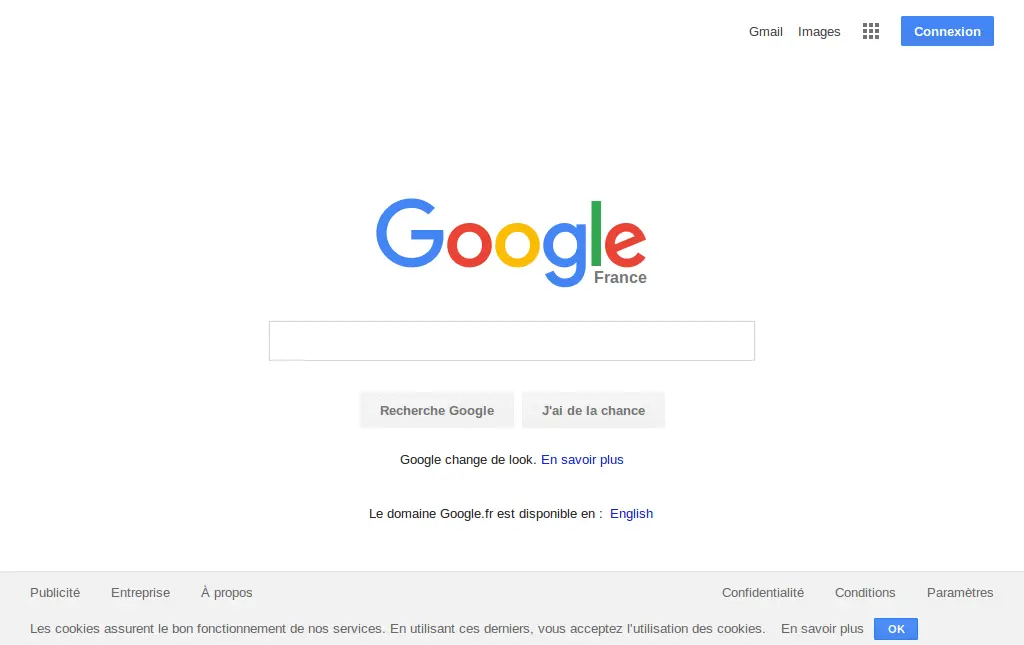 Gmail Images Connexion
Google
France
Recherche Google J'ai de la chance
Google change de look. En savoir plus
Le domaine Google.fr est disponible en : English
Publicité Entreprise À propos Confidentialité Conditions Paramètres
Les cookies assurent le bon fonctionnement de nos services. En utilisant ces derniers, vous acceptez l'utilisation des cookies. En savoir plus OK